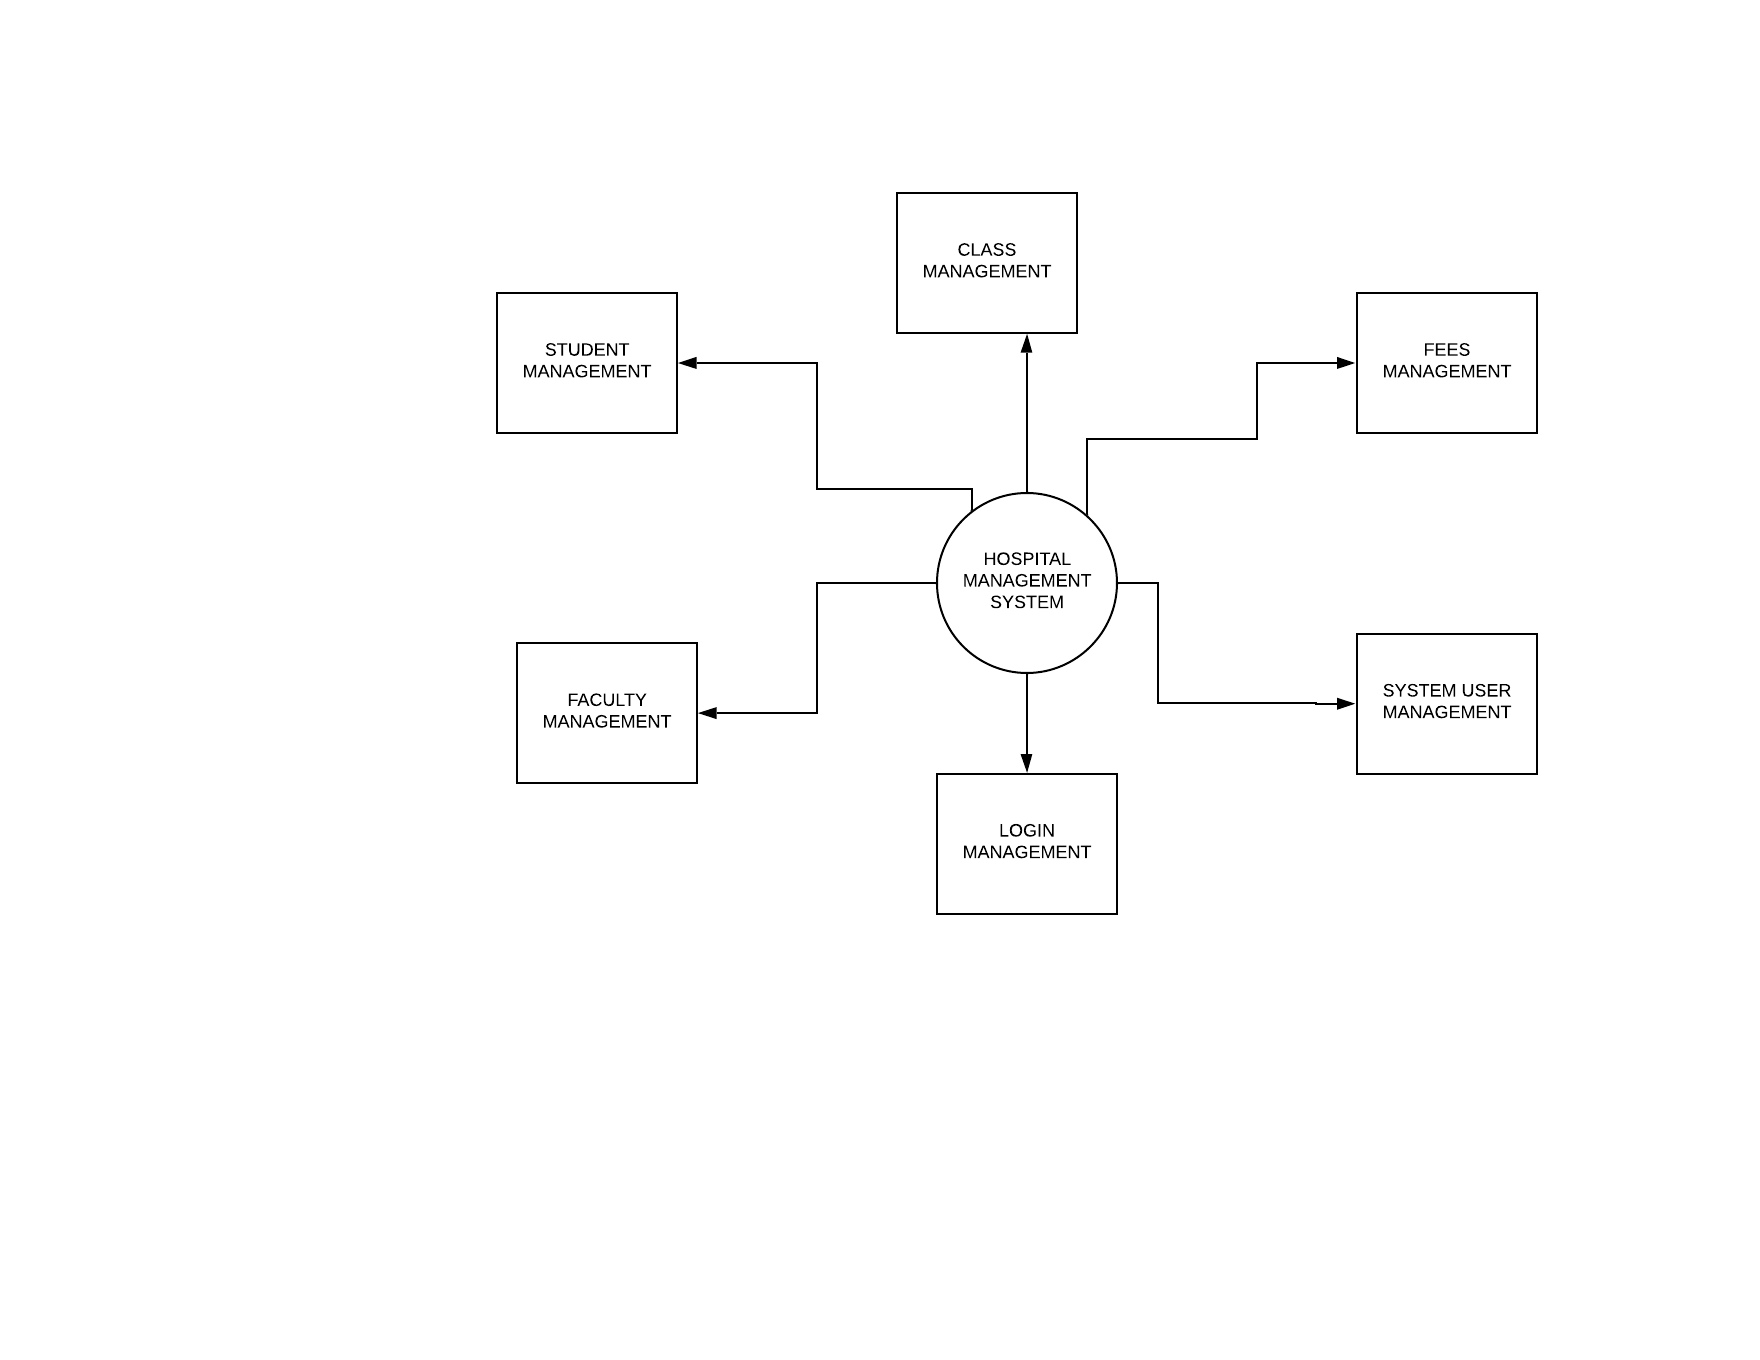 CLASS
MANAGEMENT
STUDENT
MANAGEMENT
FEES
MANAGEMENT
HOSPITAL
MANAGEMENT
SYSTEM
FACULTY
MANAGEMENT
SYSTEM USER
MANAGEMENT
LOGIN
MANAGEMENT